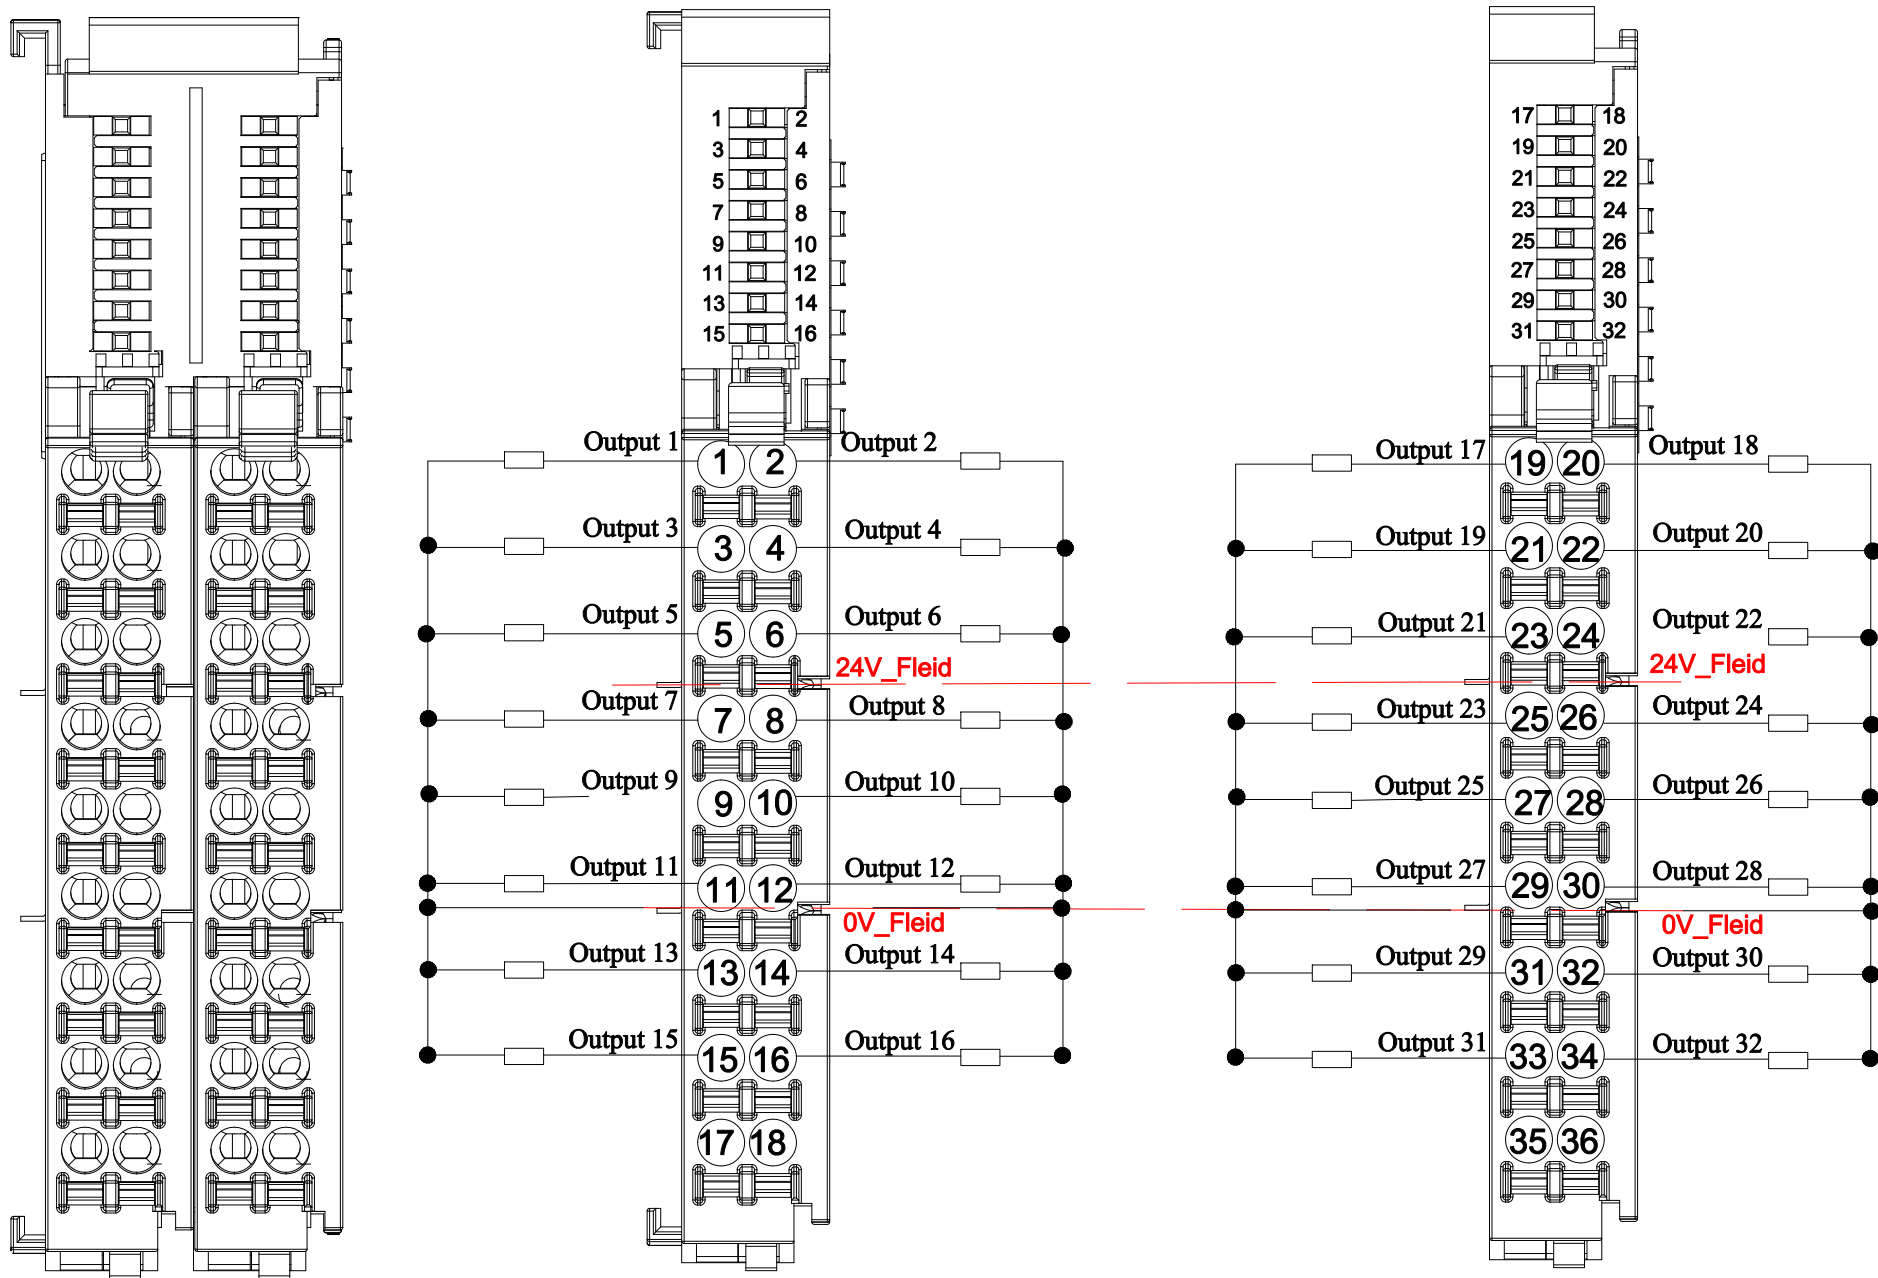 1 2
3 4
5 6
7 8
9 10
11 12
13 14
15 16
Output 1 1 2 Output 2
Output 3 3 4 Output 4
Output 5 5 6 Output 6
24V_Fleid
Output 7 7 8 Output 8
Output 9 9 10 Output 10
Output 11 11 12 Output 12
0V_Fleid
Output 13 13 14 Output 14
Output 15 15 16 Output 16
17 18
17 18
19 20
21 22
23 24
25 26
27 28
29 30
31 32
Output 17 19 20 Output 18
Output 19 21 22 Output 20
Output 21 23 24 Output 22
24V_Fleid
Output 23 25 26 Output 24
Output 25 27 28 Output 26
Output 27 29 30 Output 28
0V_Fleid
Output 29 31 32 Output 30
Output 31 33 34 Output 32
35 36